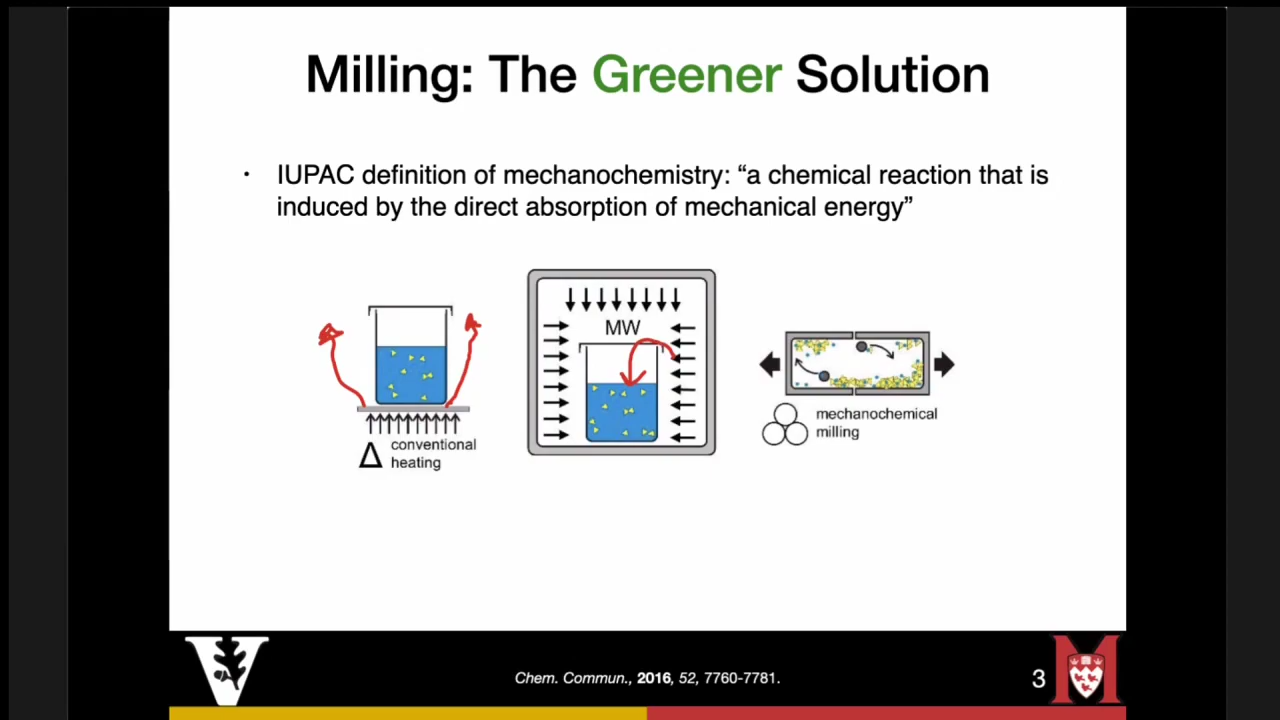 Milling: The Greener Solution
· IUPAC definition of mechanochemistry: “a chemical reaction that is
induced by the direct absorption of mechanical energy”
MW
Δ
conventional
heating
mechanochemical
milling
V
Chem. Commun., 2016, 52, 7760-7781.
3
M